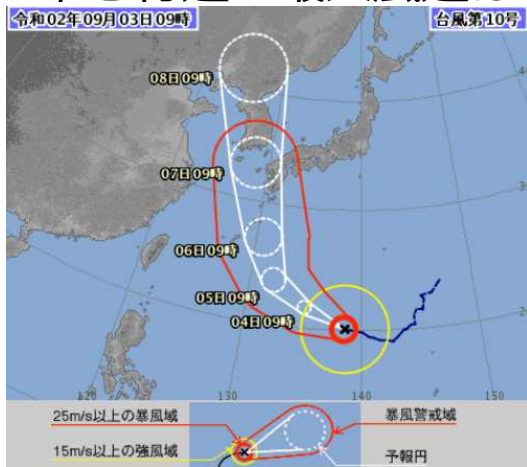 令和02年09月03日09時
台風第10号
08日09時
07日09時
06日09時
05日09時
04日09時
20
130
140
150
25m/s以上の暴風域
暴風警戒域
15m/s以上の強風域
予報円